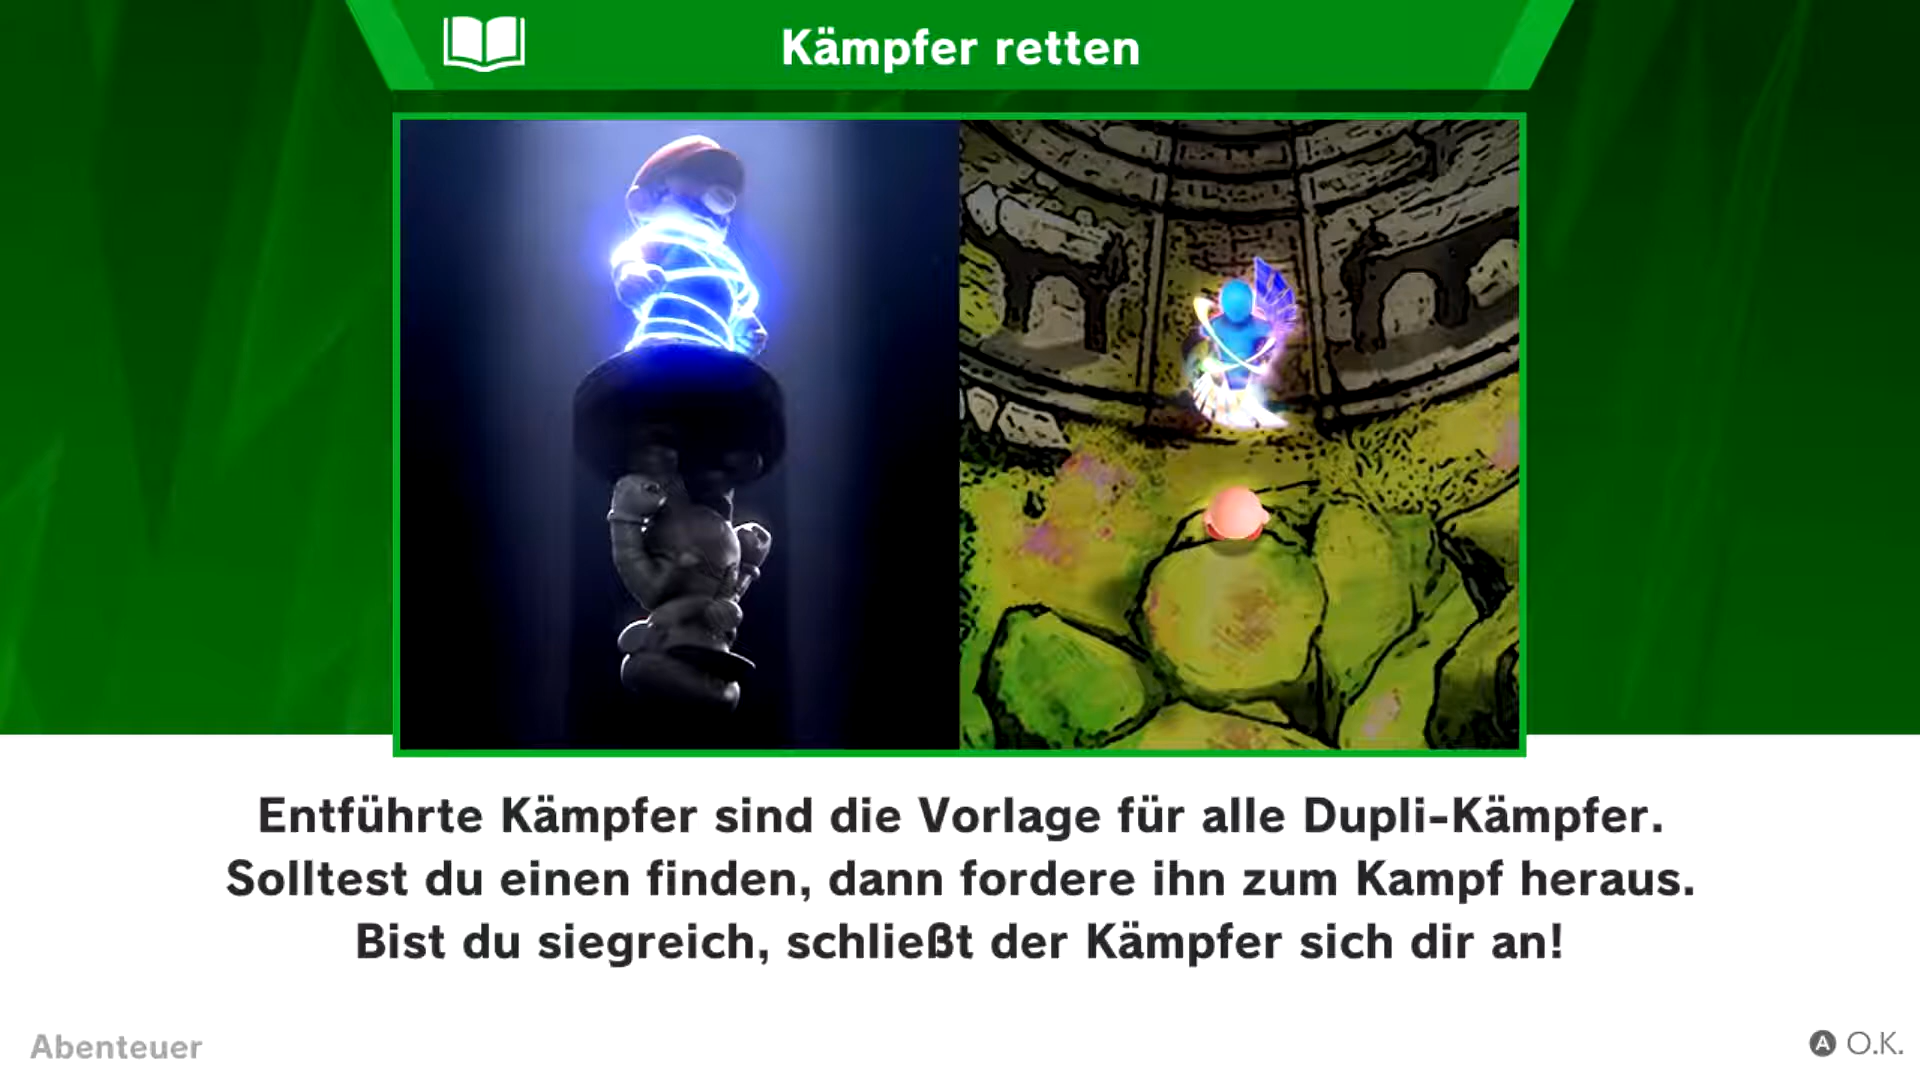 Kämpfer retten
Entführte Kämpfer sind die Vorlage für alle Dupli-Kämpfer.
Solltest du einen finden, dann fordere ihn zum Kampf heraus.
Bist du siegreich, schließt der Kämpfer sich dir an!
Abenteuer
A O.K.